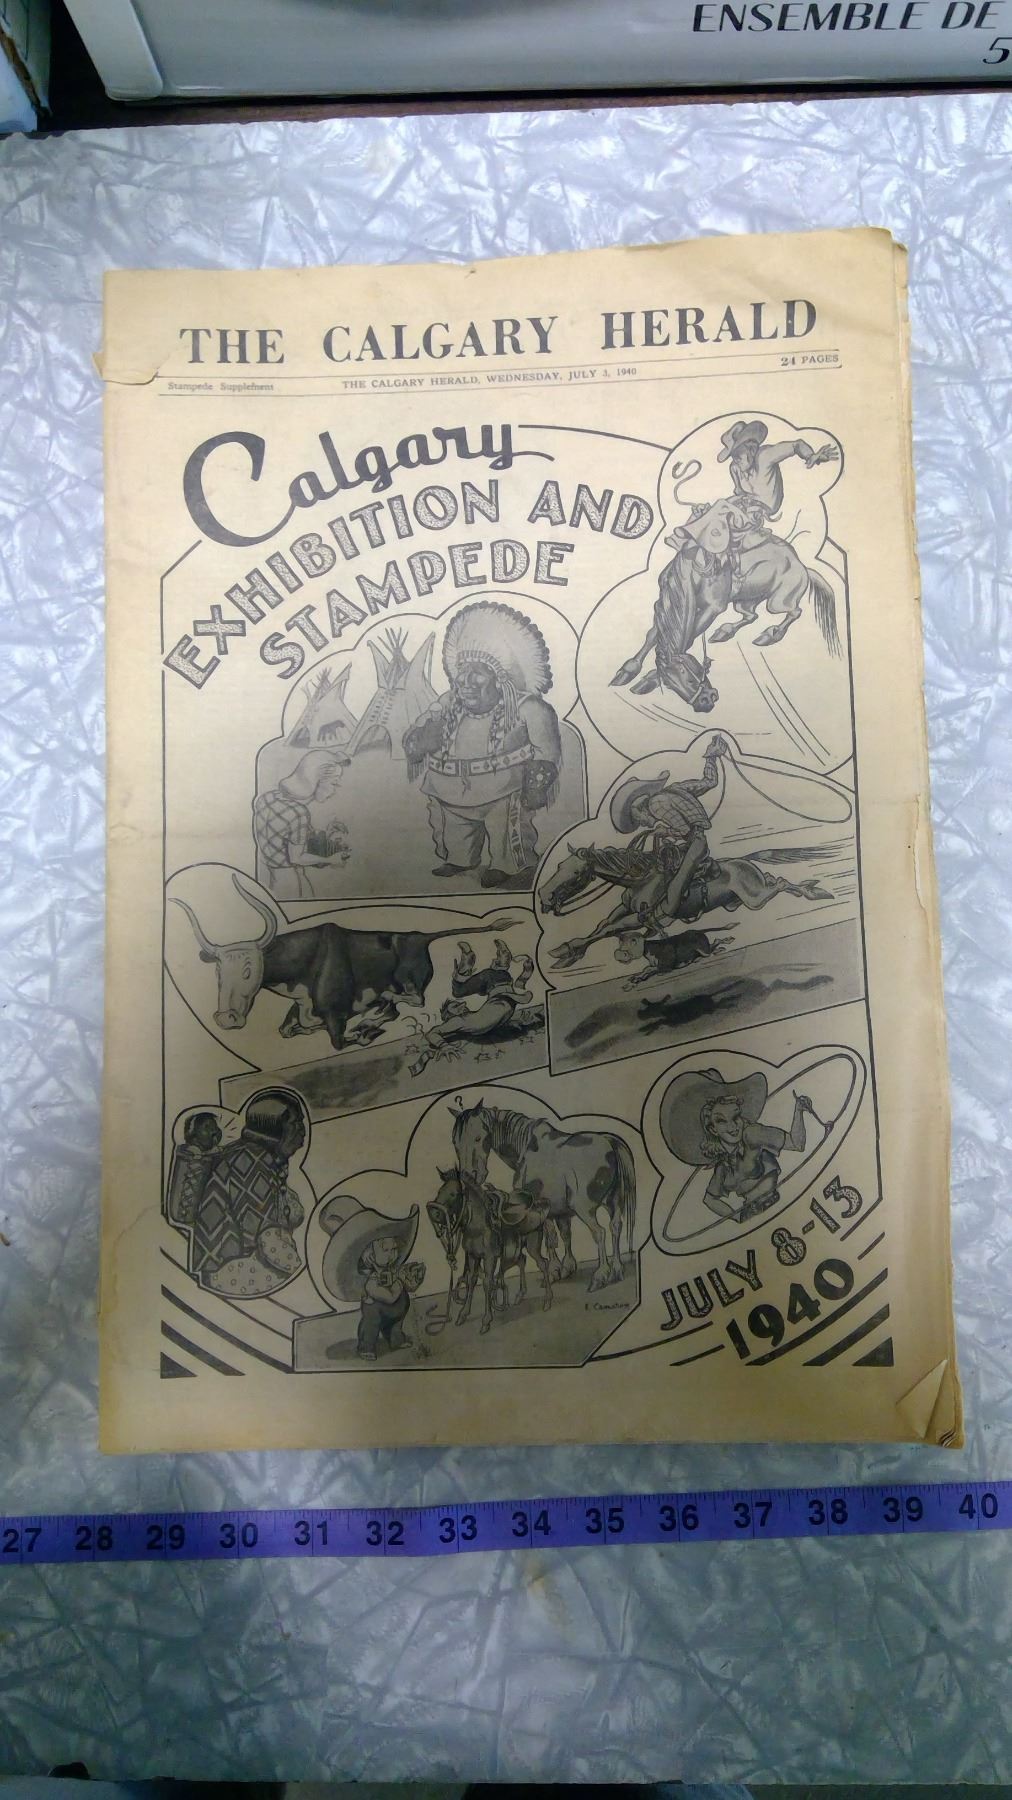 ENSEMBLE DE
5
THE CALGARY HERALD
Stampede Supplement THE CALGARY HERALD, WEDNESDAY, JULY 3, 1940 24 PAGES
Calgary
EXHIBITION AND
STAMPEDE
?
JULY 8-13
1940
27 28 29 30 31 32 33 34 35 36 37 38 39 40